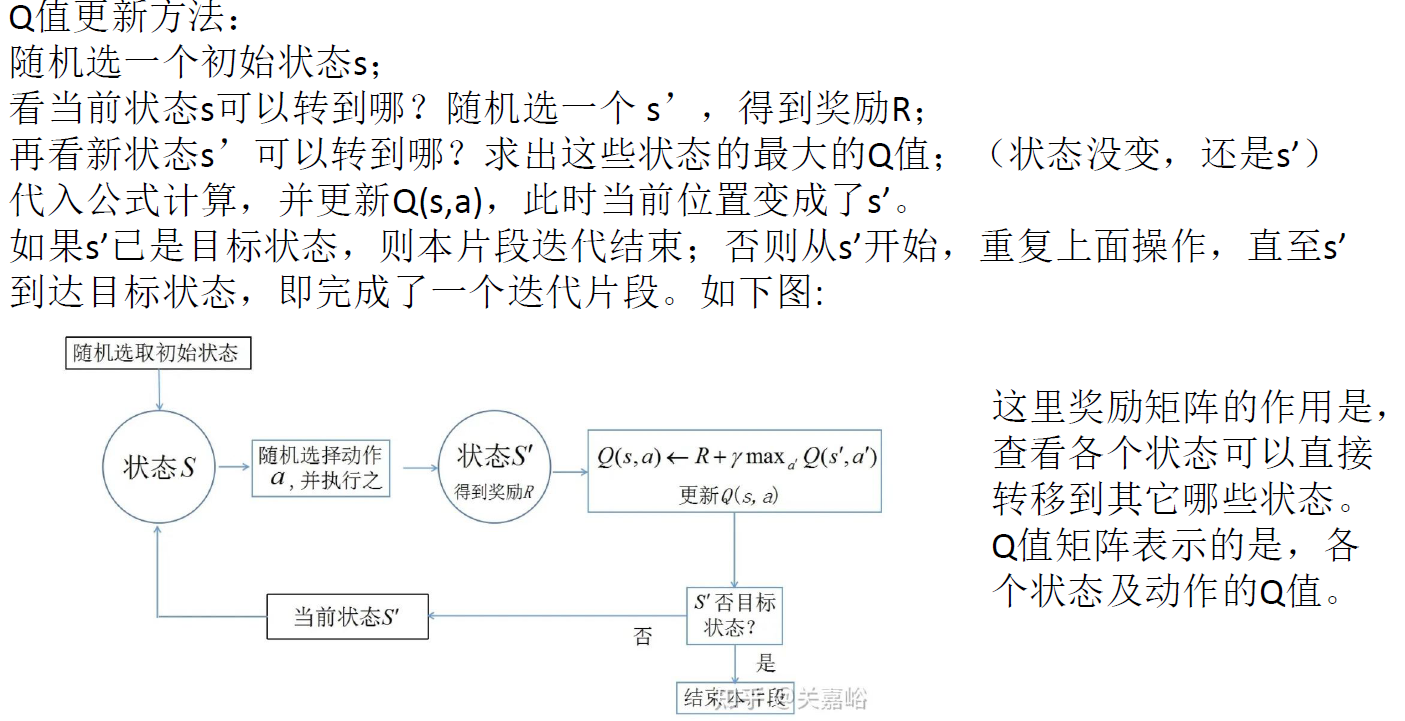 Q值更新方法：
随机选一个初始状态s；
看当前状态s可以转到哪？随机选一个 s’，得到奖励R；
再看新状态s’可以转到哪？求出这些状态的最大的Q值；（状态没变，还是s′）
代入公式计算，并更新Q(s,a)，此时当前位置变成了s′。
如果s′已是目标状态，则本片段迭代结束；否则从s′开始，重复上面操作，直至s′
到达目标状态，即完成了一个迭代片段。如下图:
随机选取初始状态
状态S
随机选择动作
a,并执行之
状态S′
得到奖励R
Q(s,a)←R+γmax_{a′}Q(s′,a′)
更新Q(s,a)
S′否目标
状态?
否
当前状态S′
是
结束本片段
知乎 @关嘉峪
这里奖励矩阵的作用是，
查看各个状态可以直接
转移到其它哪些状态。
Q值矩阵表示的是，各
个状态及动作的Q值。